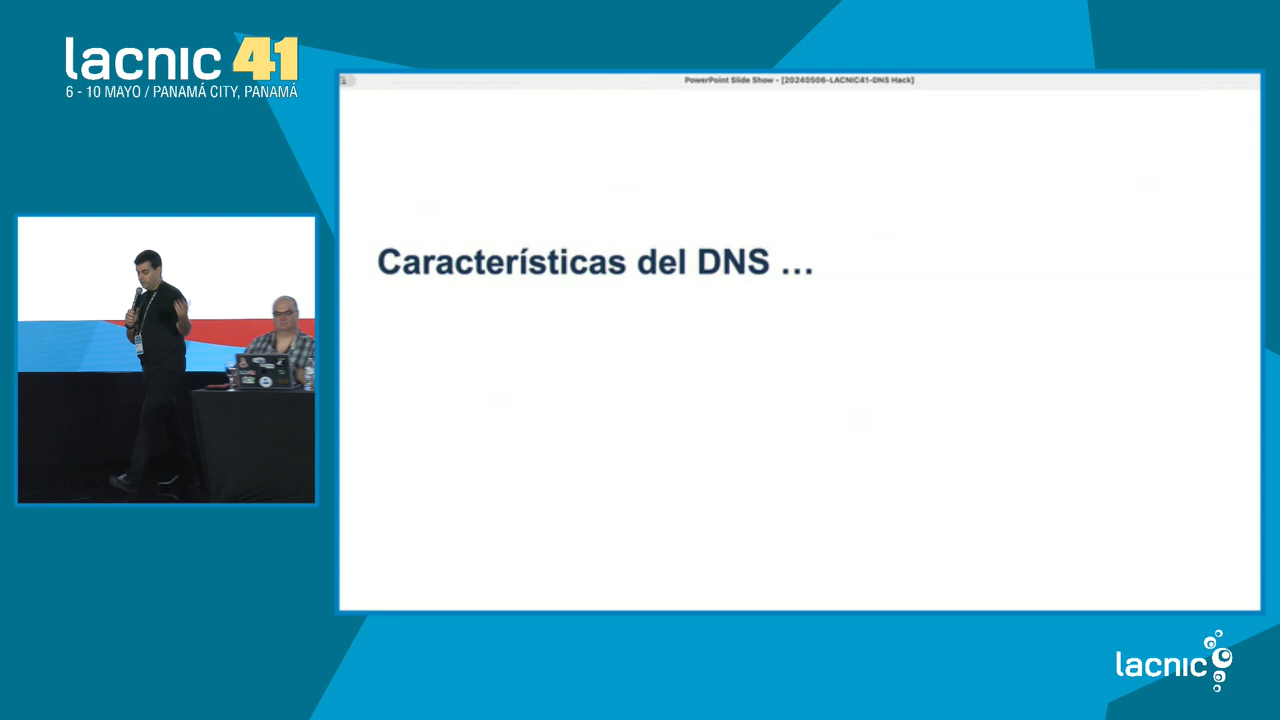 lacnic 41
6 - 10 MAYO / PANAMÁ CITY, PANAMÁ
PowerPoint Slide Show - [20240506-LACNIC41-DNS Hack]
Características del DNS ...
lacnic